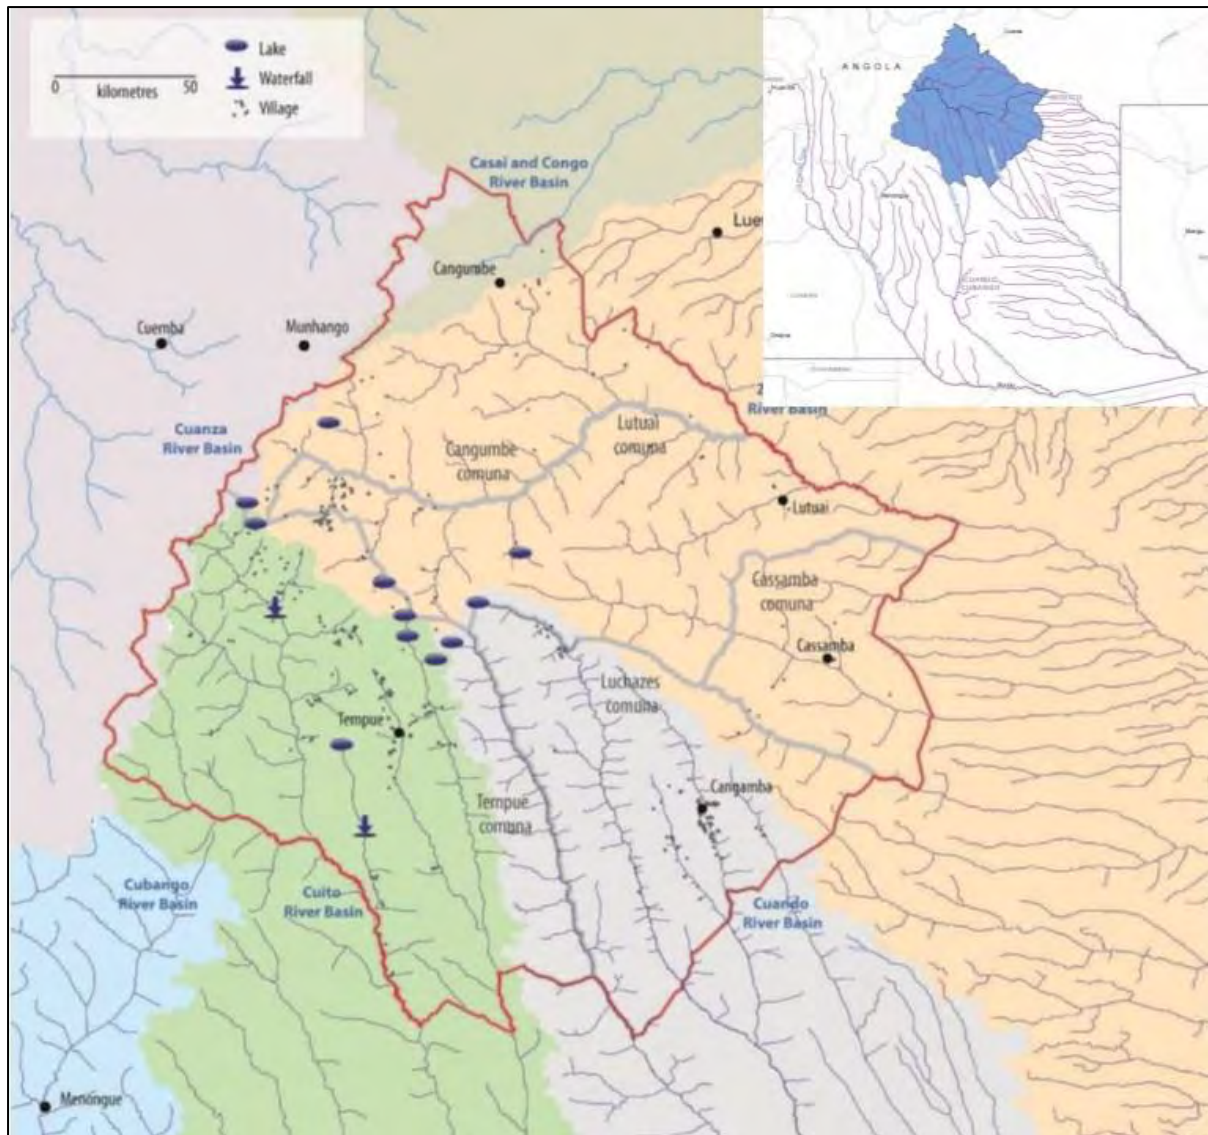 Lake
Waterfall
Village
0
50
kilometres
ANGOLA
Casai and Congo
River Basin
Cangumbe
Cuemba
Munhango
Cuanza
River Basin
River Basin
Lutuai
comuna
Cangumbe
comuna
Lutuai
Cassamba
comuna
Cassamba
Luchazes
comuna
Tempue
Cangamba
Tempue
comuna
Cubango
River Basin
Cuito
River Basin
Cuando
River Basin
Menongue